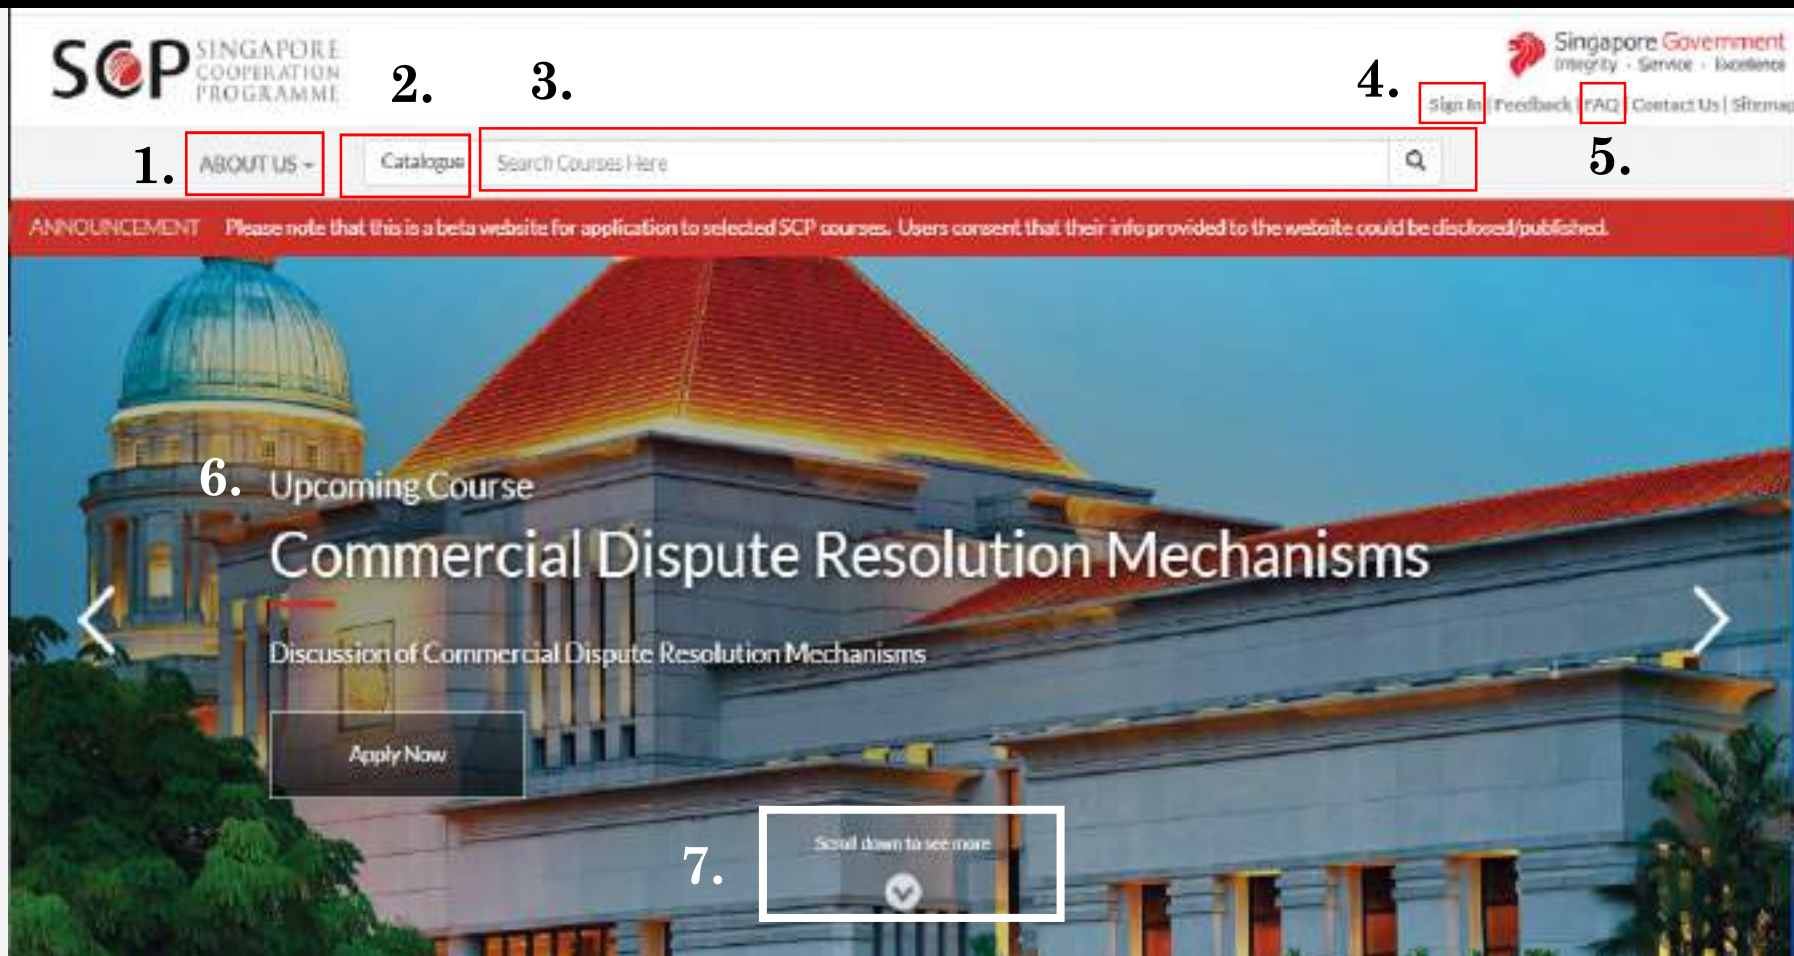 SCP SINGAPORE
COOPERATION
PROGRAMME
Singapore Government
Integrity · Service · Excellence
2.
3.
4.
Sign In | Feedback | FAQ | Contact Us | Sitemap
1.
ABOUT US
Catalogue
Search Courses Here
5.
ANNOUNCEMENT Please note that this is a beta website for application to selected SCP courses. Users consent that their info provided to the website could be disclosed/published.
6.
Upcoming Course
Commercial Dispute Resolution Mechanisms
Discussion of Commercial Dispute Resolution Mechanisms
Apply Now
7.
Scroll down to see more